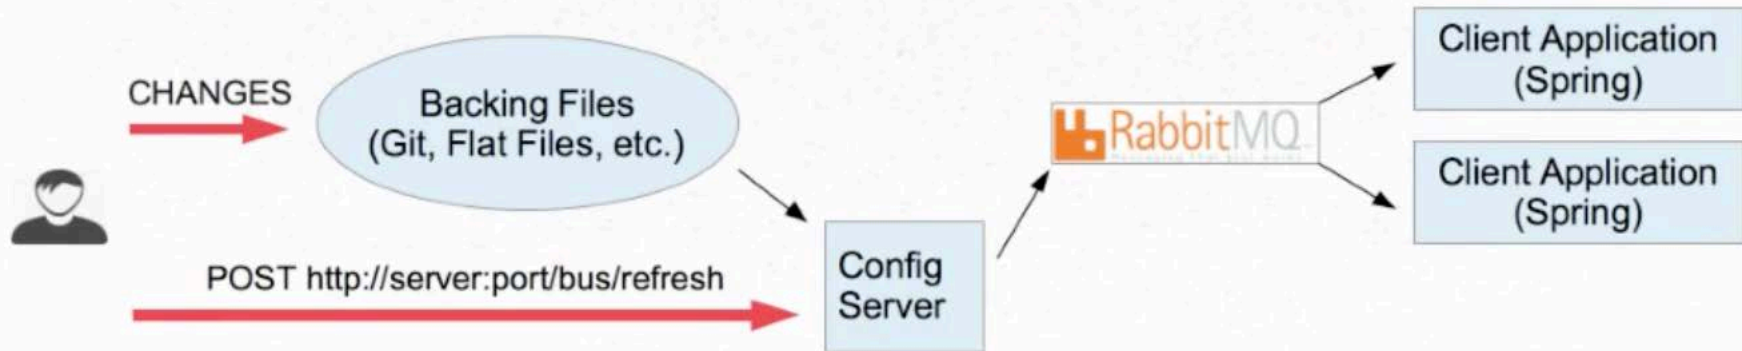 CHANGES
Backing Files
(Git, Flat Files, etc.)
POST http://server:port/bus/refresh
Config
Server
RabbitMQ
Client Application
(Spring)
Client Application
(Spring)